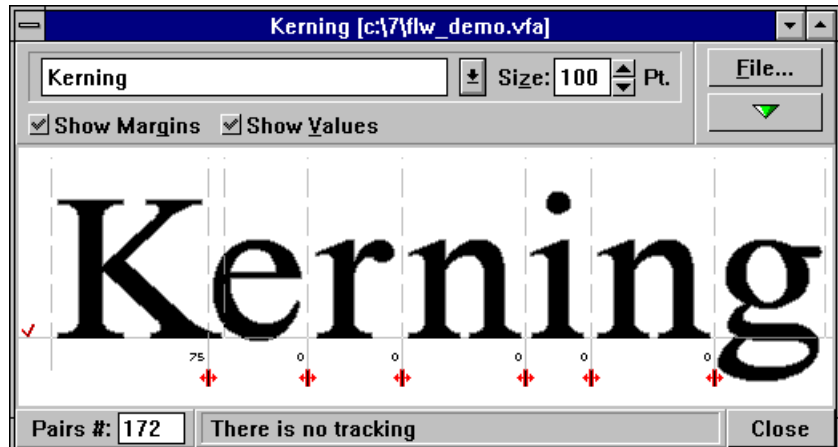 Kerning [c:\7\flw_demo.vfa]
Kerning Size: 100 Pt. File...
Show Margins Show Values
Kerning
75 0 0 0 0 0
Pairs #: 172 There is no tracking Close